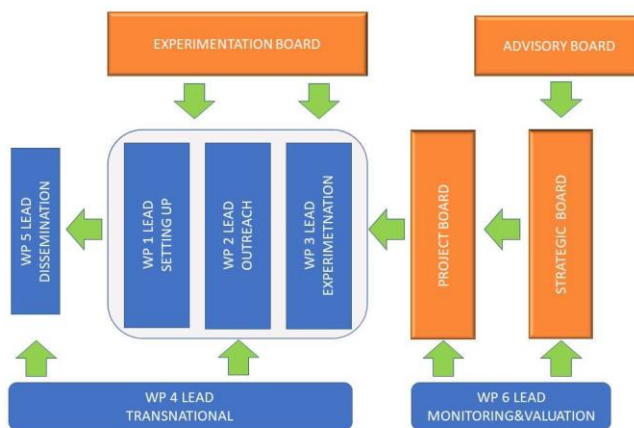 EXPERIMENTATION BOARD
ADVISORY BOARD
WP 5 LEAD
DISSEMINATION
WP 1 LEAD
SETTING UP
WP 2 LEAD
OUTREACH
WP 3 LEAD
EXPERIMETNATION
PROJECT BOARD
STRATEGIC BOARD
WP 4 LEAD
TRANSNATIONAL
WP 6 LEAD
MONITORING&VALUATION